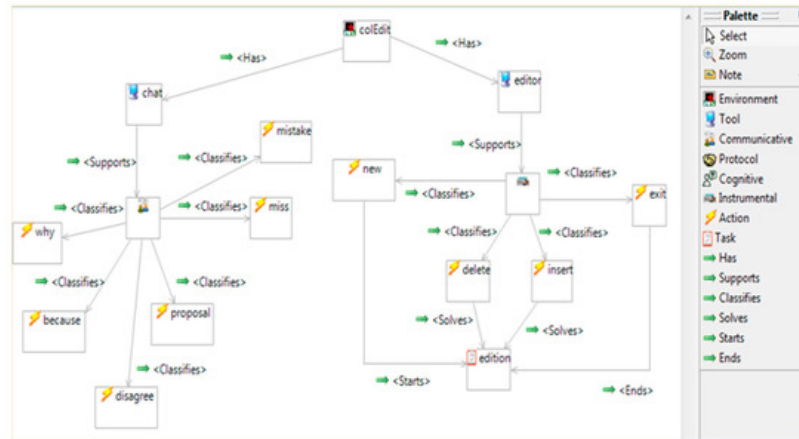 colEdit
<Has>
<Has>
chat
editor
<Supports>
<Classifies>
mistake
<Supports>
new
<Classifies>
<Classifies>
<Classifies>
<Classifies>
exit
why
miss
<Classifies>
<Classifies>
<Classifies>
<Classifies>
delete
insert
because
proposal
<Solves>
<Solves>
edition
<Classifies>
<Starts>
<Ends>
disagree
Palette
Select
Zoom
Note
Environment
Tool
Communicative
Protocol
Cognitive
Instrumental
Action
Task
Has
Supports
Classifies
Solves
Starts
Ends